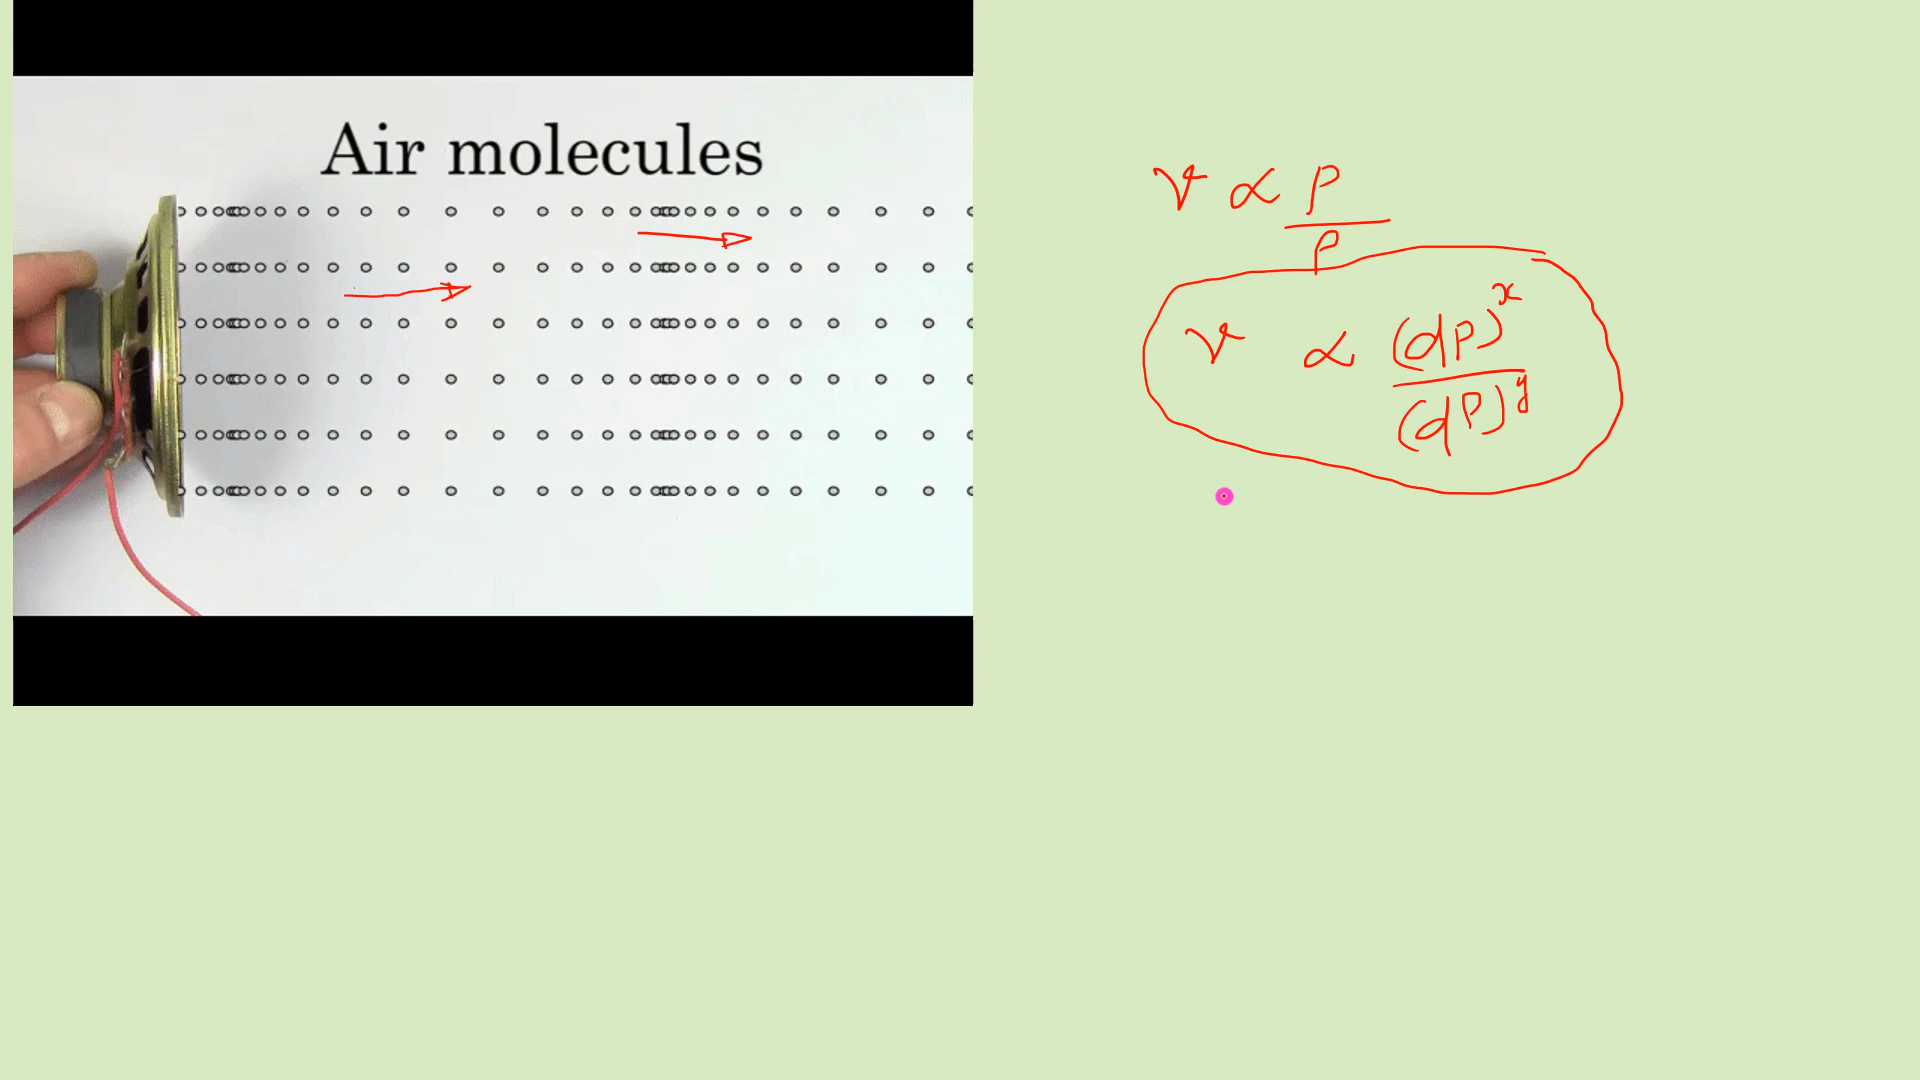 Air molecules
v ∝ P/ρ
v ∝ (dP)^x/(dρ)^y